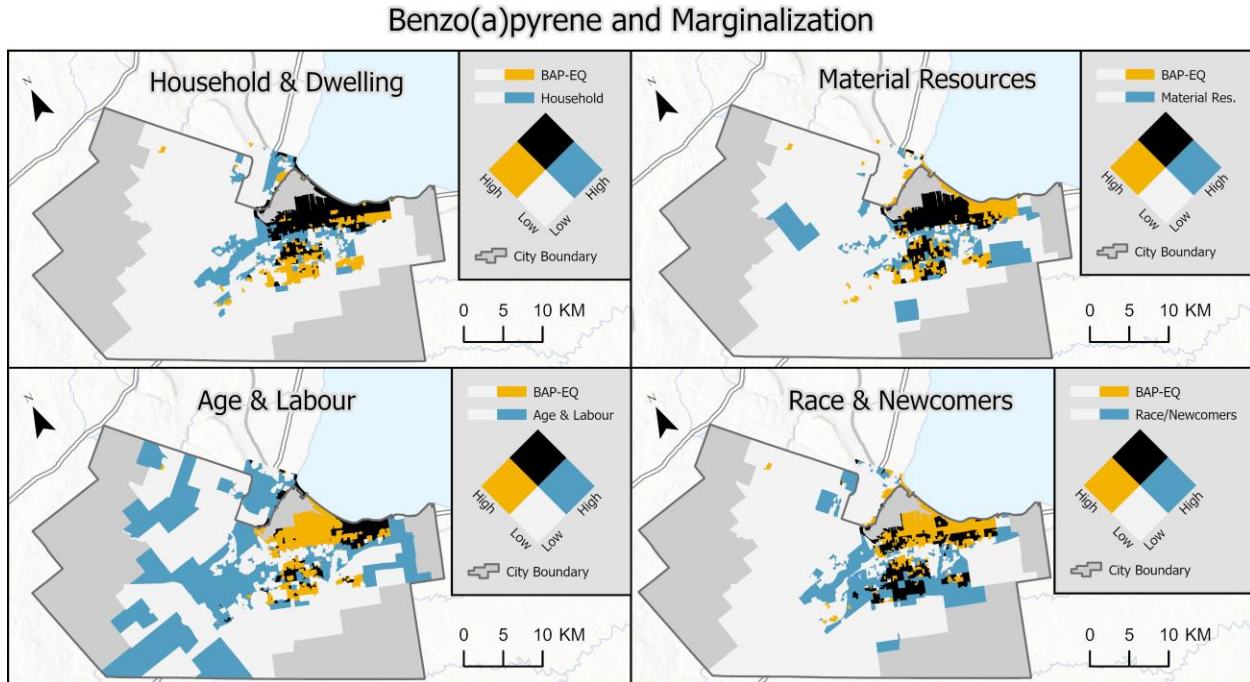 Benzo(a)pyrene and Marginalization
Household & Dwelling
N
BAP-EQ
Household
High
Low
Low
High
City Boundary
0 5 10 KM
Material Resources
N
BAP-EQ
Material Res.
High
Low
Low
High
City Boundary
0 5 10 KM
Age & Labour
N
BAP-EQ
Age & Labour
High
Low
Low
High
City Boundary
0 5 10 KM
Race & Newcomers
N
BAP-EQ
Race/Newcomers
High
Low
Low
High
City Boundary
0 5 10 KM